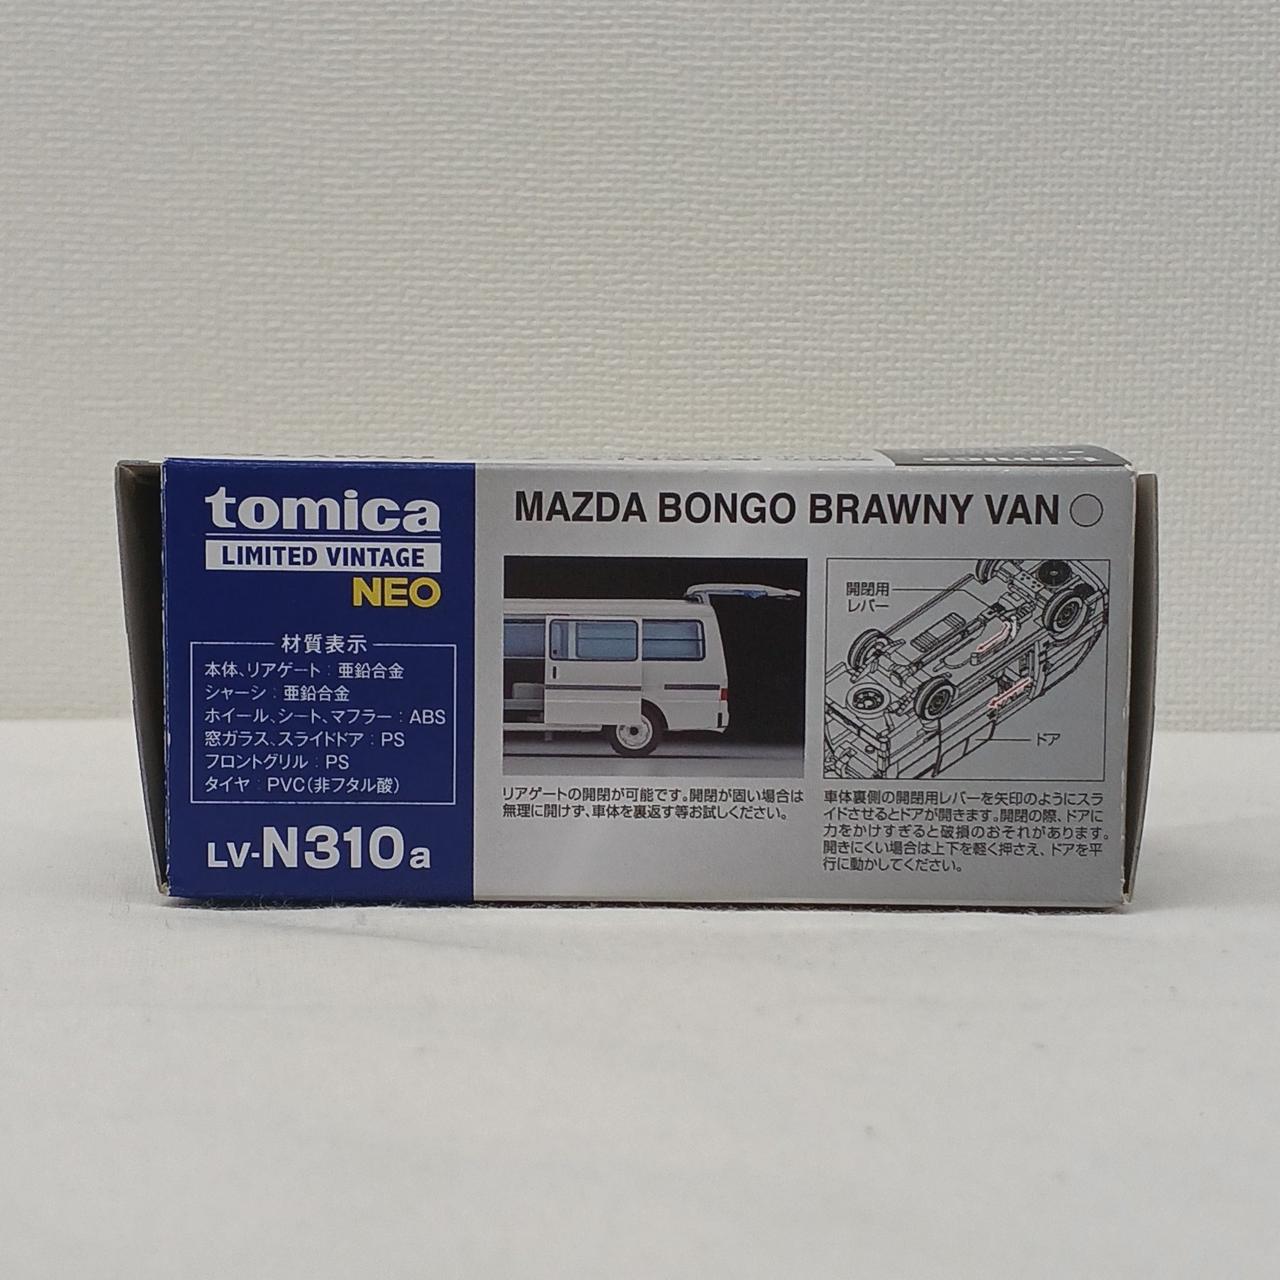 tomica
LIMITED VINTAGE
NEO
材質表示
本体、リアゲート：亜鉛合金
シャーシ：亜鉛合金
ホイール、シート、マフラー：ABS
窓ガラス、スライドドア：PS
フロントグリル：PS
タイヤ：PVC(非フタル酸)
LV-N310a
MAZDA BONGO BRAWNY VAN
リアゲートの開閉が可能です。開閉が固い場合は
無理に開けず、車体を裏返す等お試しください。
開閉用
レバー
ドア
車体裏側の開閉用レバーを矢印のようにスラ
イドさせるとドアが開きます。開閉の際、ドアに
力をかけすぎると破損のおそれがあります。
開きにくい場合は上下を軽く押さえ、ドアを平
行に動かしてください。